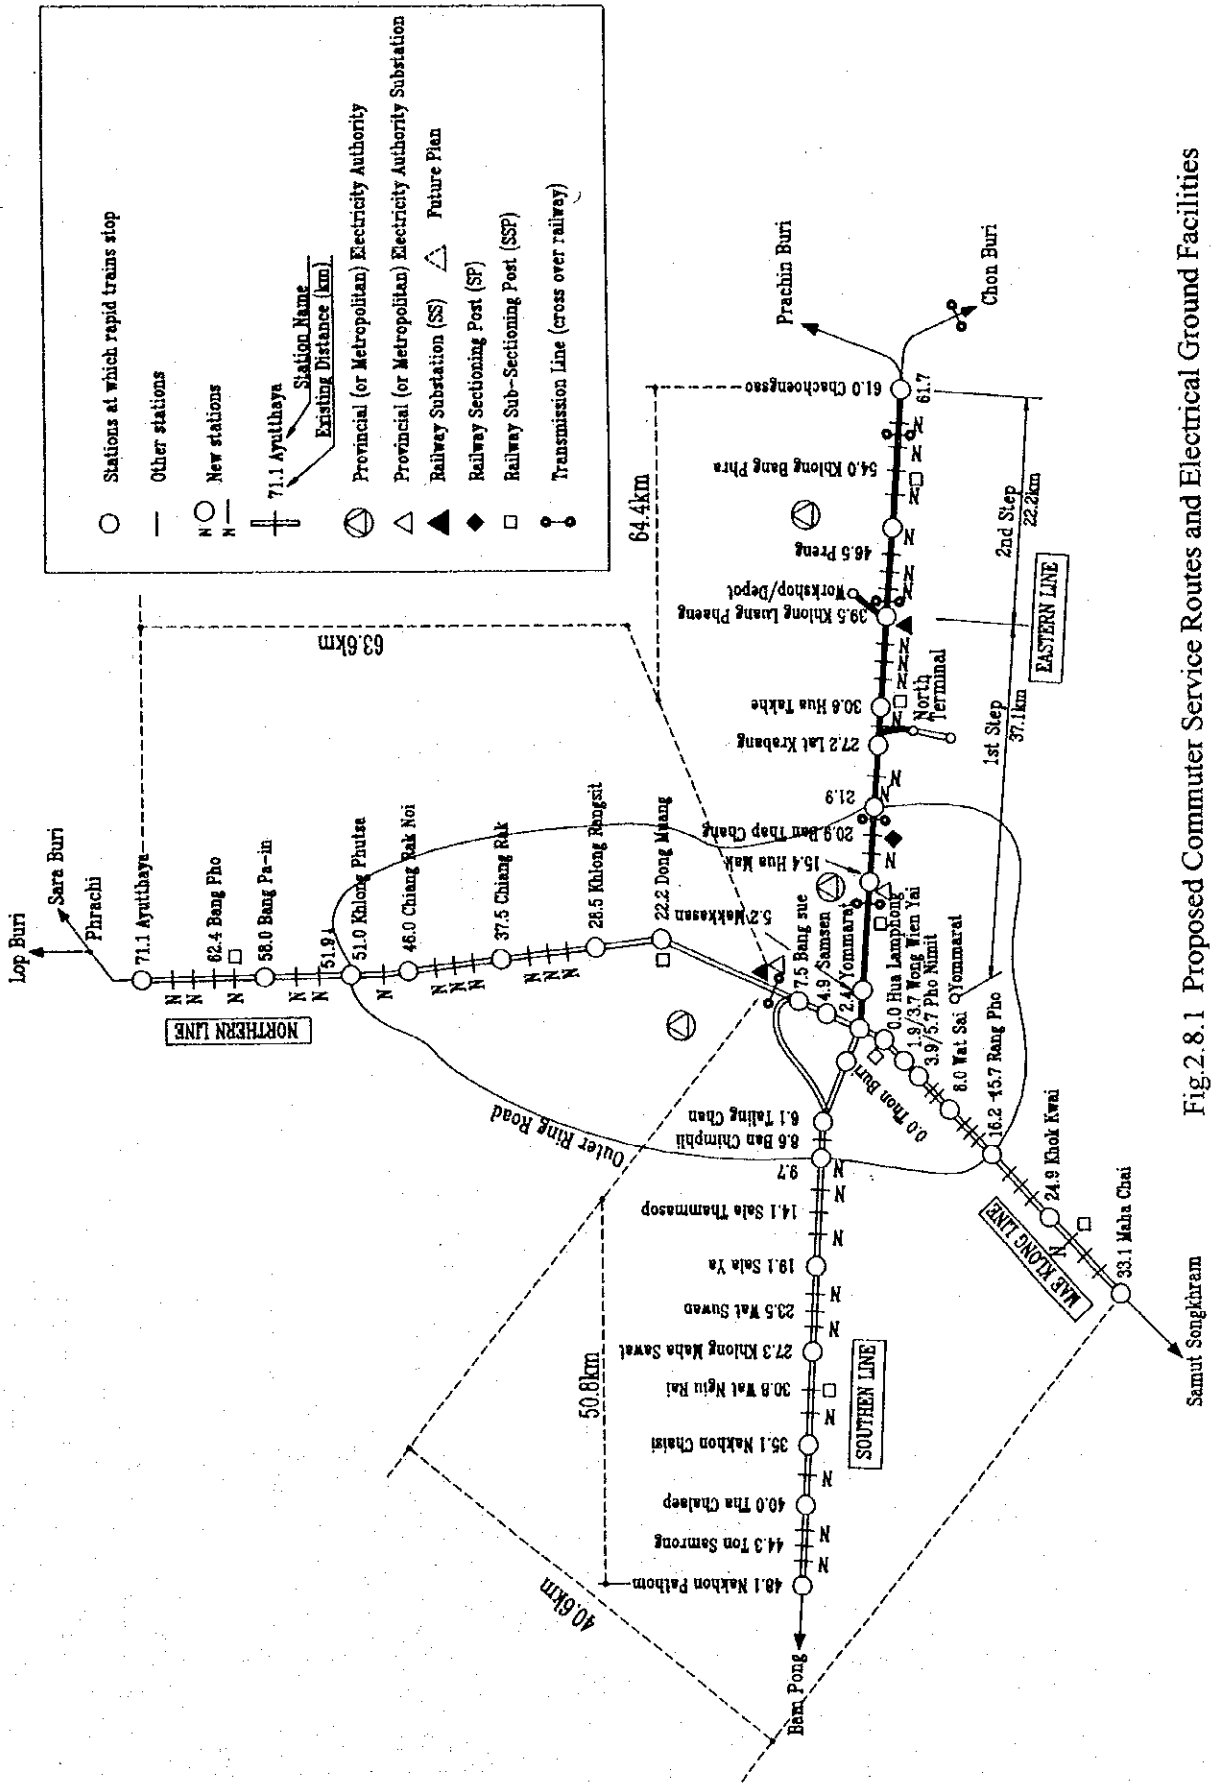 Stations at which rapid trains stop
Other stations
N
N
New stations
71.1 Ayutthaya
Station Name
Existing Distance (km)
Provincial (or Metropolitan) Electricity Authority
Provincial (or Metropolitan) Electricity Authority Substation
Railway Substation (SS)
Future Plan
Railway Sectioning Post (SP)
Railway Sub-Sectioning Post (SSP)
Transmission Line (cross over railway)
Lop Buri
Sara Buri
Phrachi
71.1 Ayutthaya
N
N
62.4 Bang Pho
N
58.0 Bang Pa-in
N
N
51.9
51.0 Khlong Phutsa
N
46.0 Chiang Rak Noi
N
N
N
37.5 Chiang Rak
N
N
N
28.5 Khlong Rangsit
22.2 Dong Muang
NORTHERN LINE
63.6km
64.4km
50.8km
40.6km
Outer Ring Road
7.5 Bang sue
4.9 Samsen
2.4 Yommarat
5.2 Makkasan
15.4 Hua Mak
N
20.9 Ban Thap Chang
21.9
N
N
27.2 Lat Krabang
North
Terminal
N
30.8 Hua Takhe
N
N
N
39.5 Khlong Luang Phaeng
Workshop/Depot
N
N
46.5 Preng
N
N
54.0 Khlong Bang Phra
N
N
61.0 Chachoengsao
61.7
Prachin Buri
Chon Buri
1st Step
37.1km
2nd Step
22.2km
EASTERN LINE
0.0 Hua Lamphong
1.9/3.7 Wong Wien Yai
3.9/5.7 Pho Nimit
8.0 Wat Sai
Yommarat
16.2 -15.7 Rang Pho
24.9 Khok Kwai
N
33.1 Maha Chai
MAE KLONG LINE
Samut Songkhram
0.0 Thon Buri
6.1 Taling Chan
8.6 Ban Chimphli
9.7
N
N
14.1 Sala Thammasop
N
19.1 Sala Ya
N
23.5 Wat Suwan
N
27.3 Khlong Maha Sawat
30.8 Wat Ngiu Rai
N
35.1 Nakhon Chaisi
N
40.0 Tha Chalaep
N
44.3 Ton Samrong
N
48.1 Nakhon Pathom
SOUTHEN LINE
Bam Pong
Fig.2.8.1 Proposed Commuter Service Routes and Electrical Ground Facilities